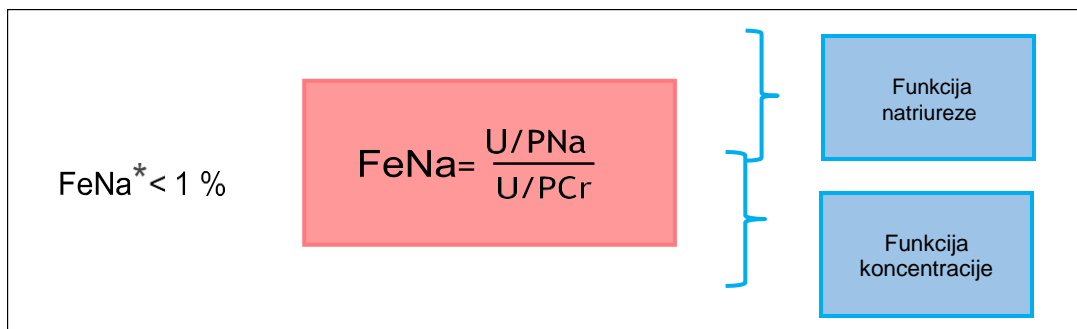 FeNa* < 1 %
FeNa= U/PNa
U/PCr
Funkcija
natriureze
Funkcija
koncentracije